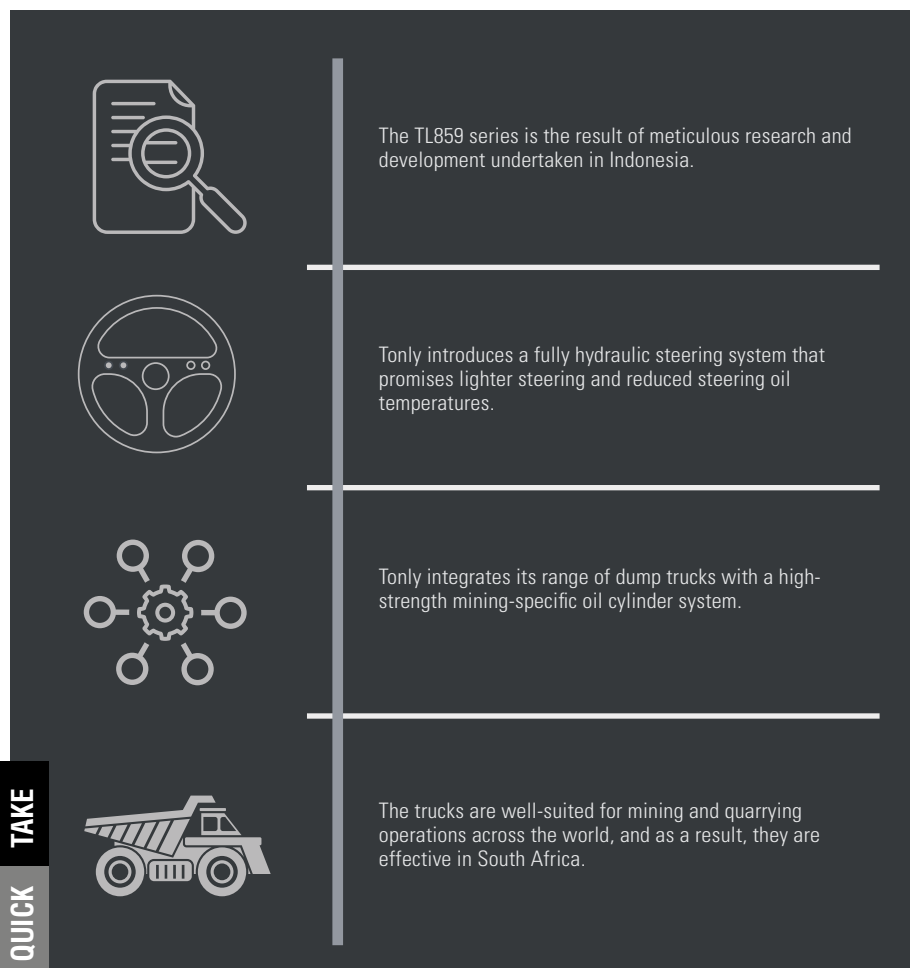 The TL859 series is the result of meticulous research and
development undertaken in Indonesia.
Tonly introduces a fully hydraulic steering system that
promises lighter steering and reduced steering oil
temperatures.
Tonly integrates its range of dump trucks with a high-
strength mining-specific oil cylinder system.
The trucks are well-suited for mining and quarrying
operations across the world, and as a result, they are
effective in South Africa.
QUICK TAKE